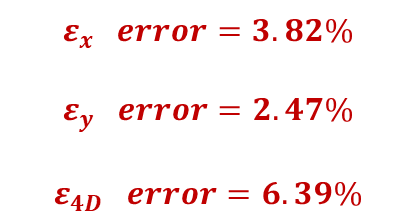 εx error = 3.82%
εy error = 2.47%
ε4D error = 6.39%